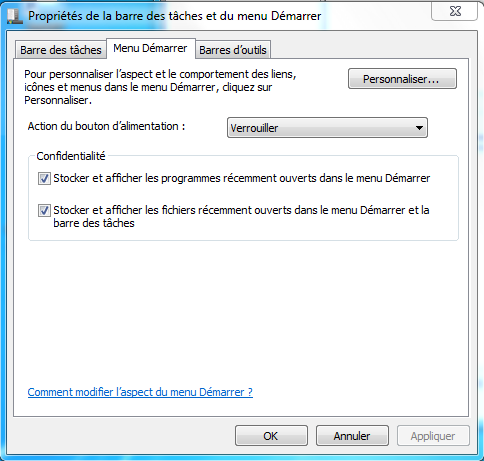 Propriétés de la barre des tâches et du menu Démarrer
Barre des tâches Menu Démarrer Barres d'outils
Pour personnaliser l'aspect et le comportement des liens,
icônes et menus dans le menu Démarrer, cliquez sur
Personnaliser.
Personnaliser...
Action du bouton d'alimentation :
Verrouiller
Confidentialité
Stocker et afficher les programmes récemment ouverts dans le menu Démarrer
Stocker et afficher les fichiers récemment ouverts dans le menu Démarrer et la
barre des tâches
Comment modifier l'aspect du menu Démarrer ?
OK Annuler Appliquer